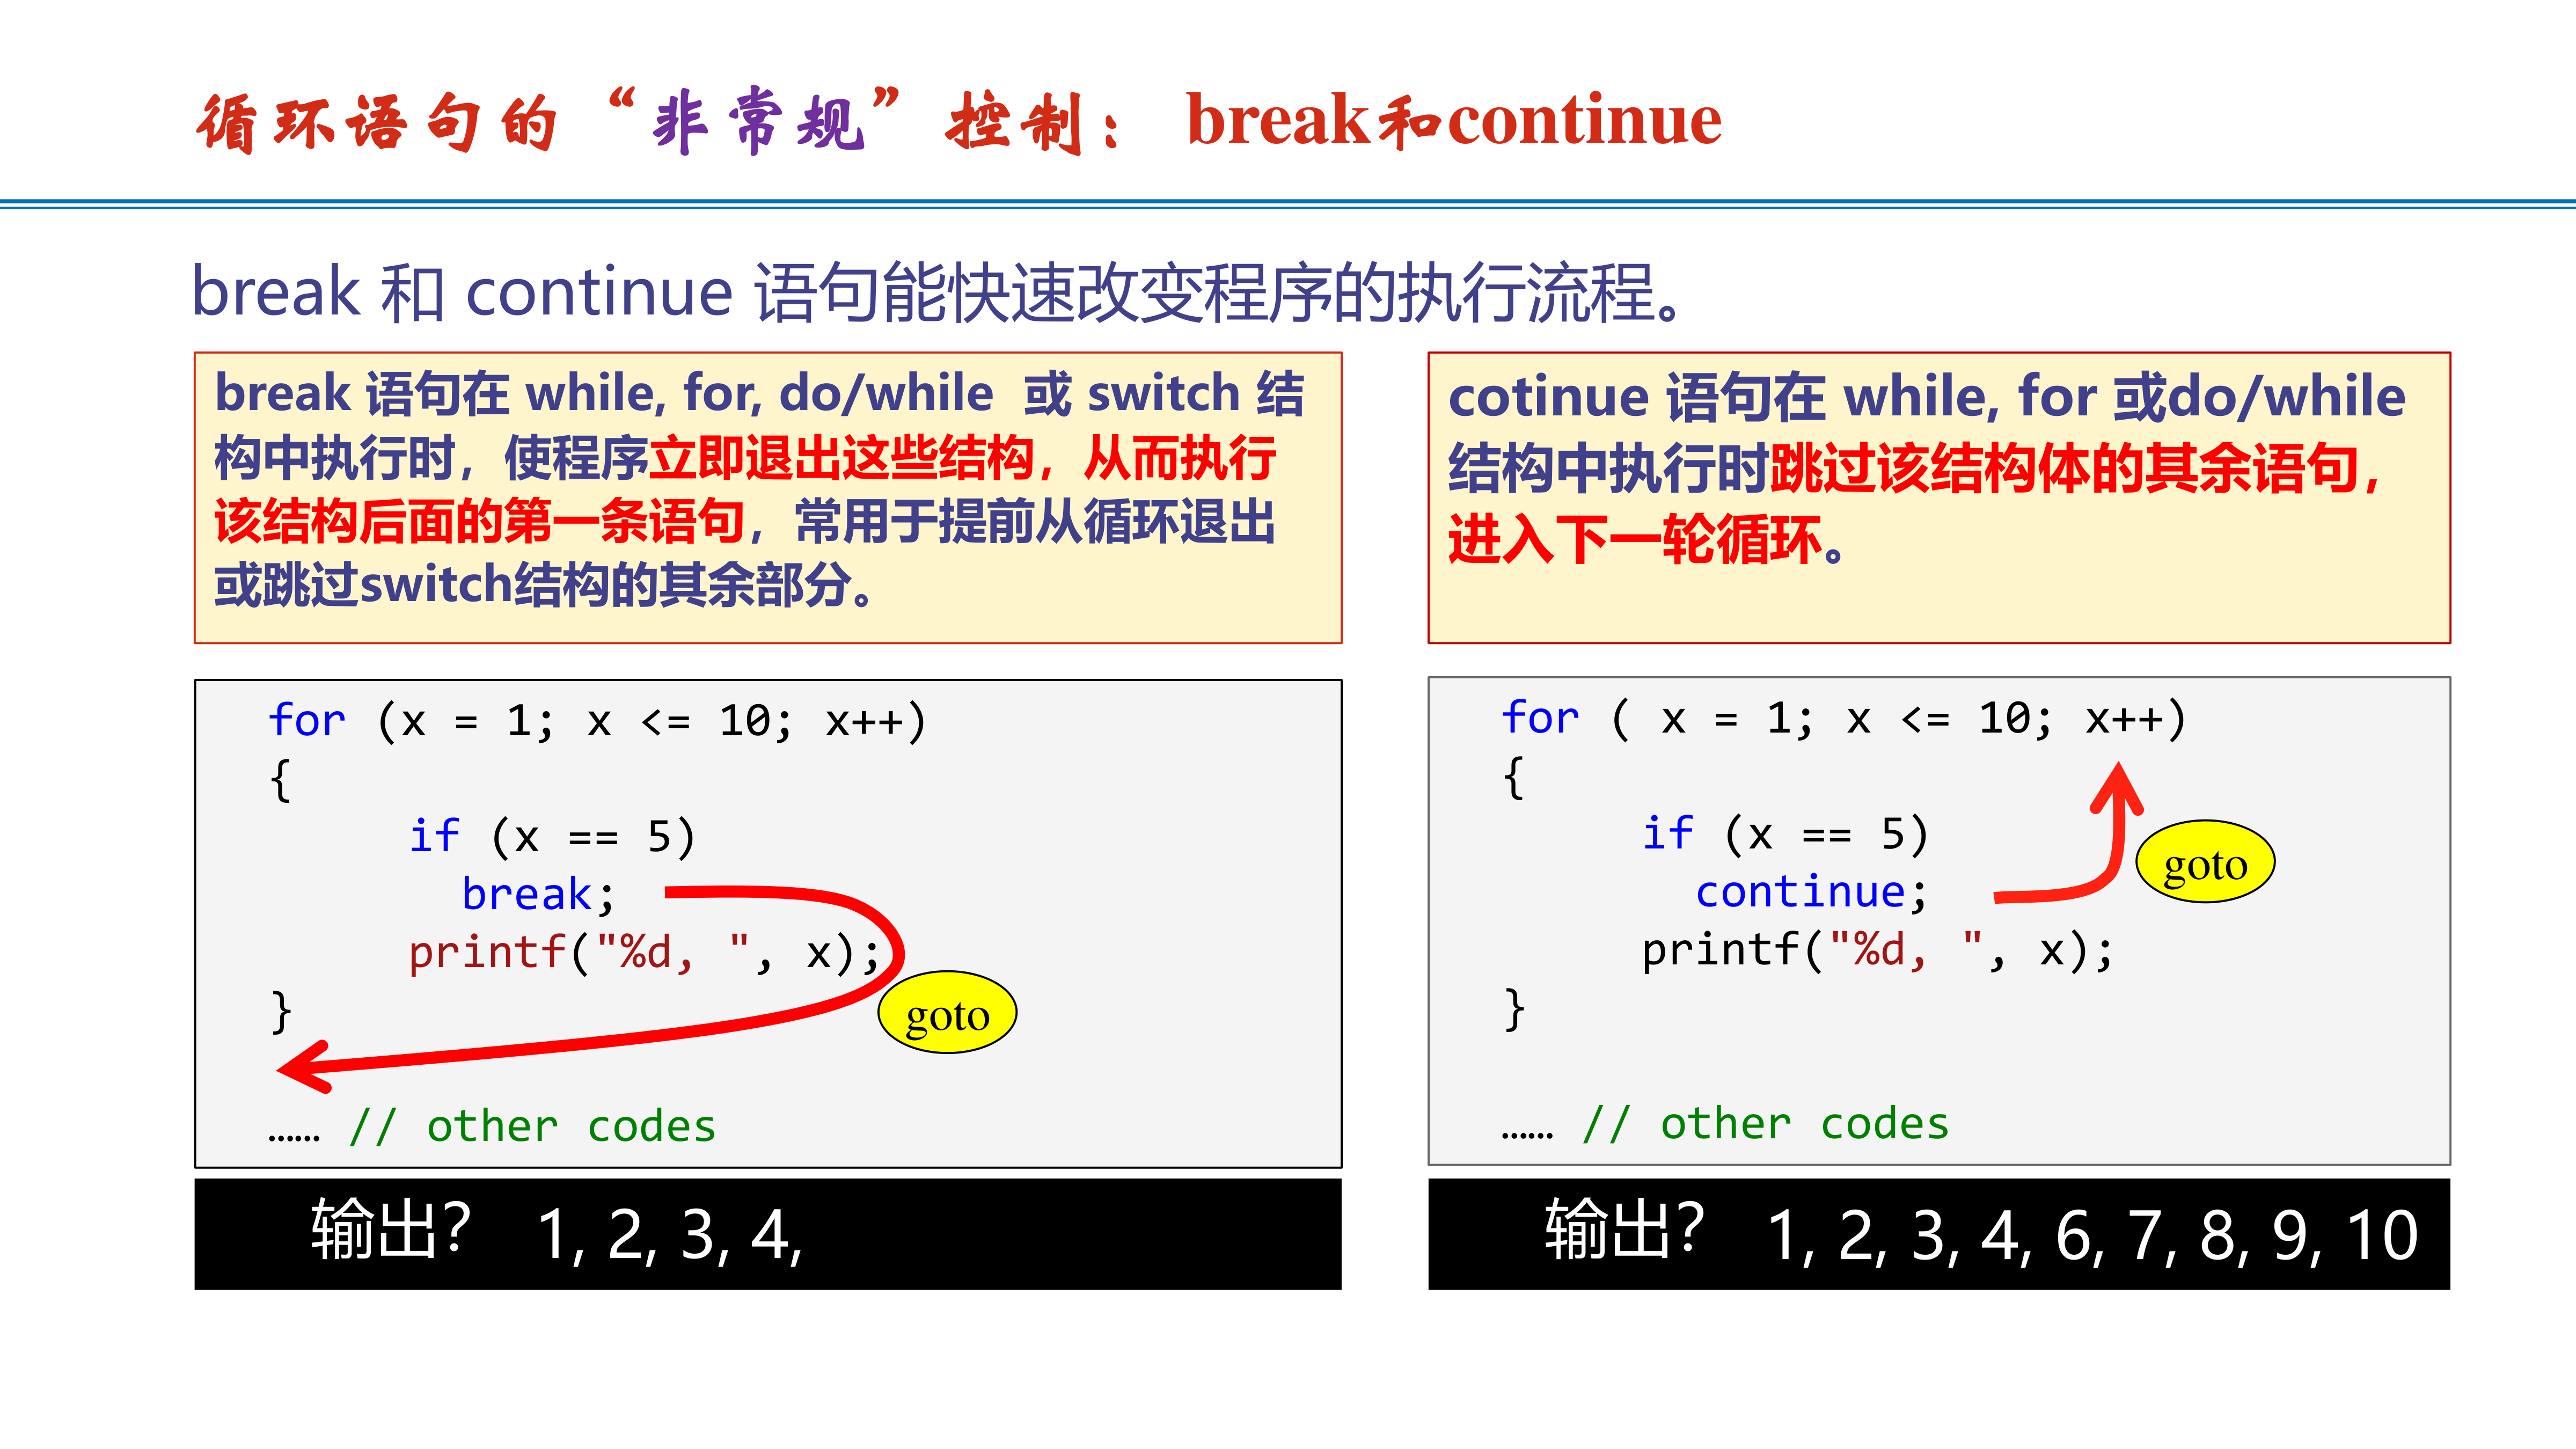 循环语句的“非常规”控制： break和continue
break 和 continue 语句能快速改变程序的执行流程。
break 语句在 while, for, do/while 或 switch 结
构中执行时，使程序立即退出这些结构，从而执行
该结构后面的第一条语句，常用于提前从循环退出
或跳过switch结构的其余部分。
cotinue 语句在 while, for 或do/while
结构中执行时跳过该结构体的其余语句，
进入下一轮循环。
for (x = 1; x <= 10; x++)
{
if (x == 5)
break;
printf("%d, ", x);
}
goto
…… // other codes
输出？ 1, 2, 3, 4,
for ( x = 1; x <= 10; x++)
{
if (x == 5)
goto
continue;
printf("%d, ", x);
}
…… // other codes
输出？ 1, 2, 3, 4, 6, 7, 8, 9, 10